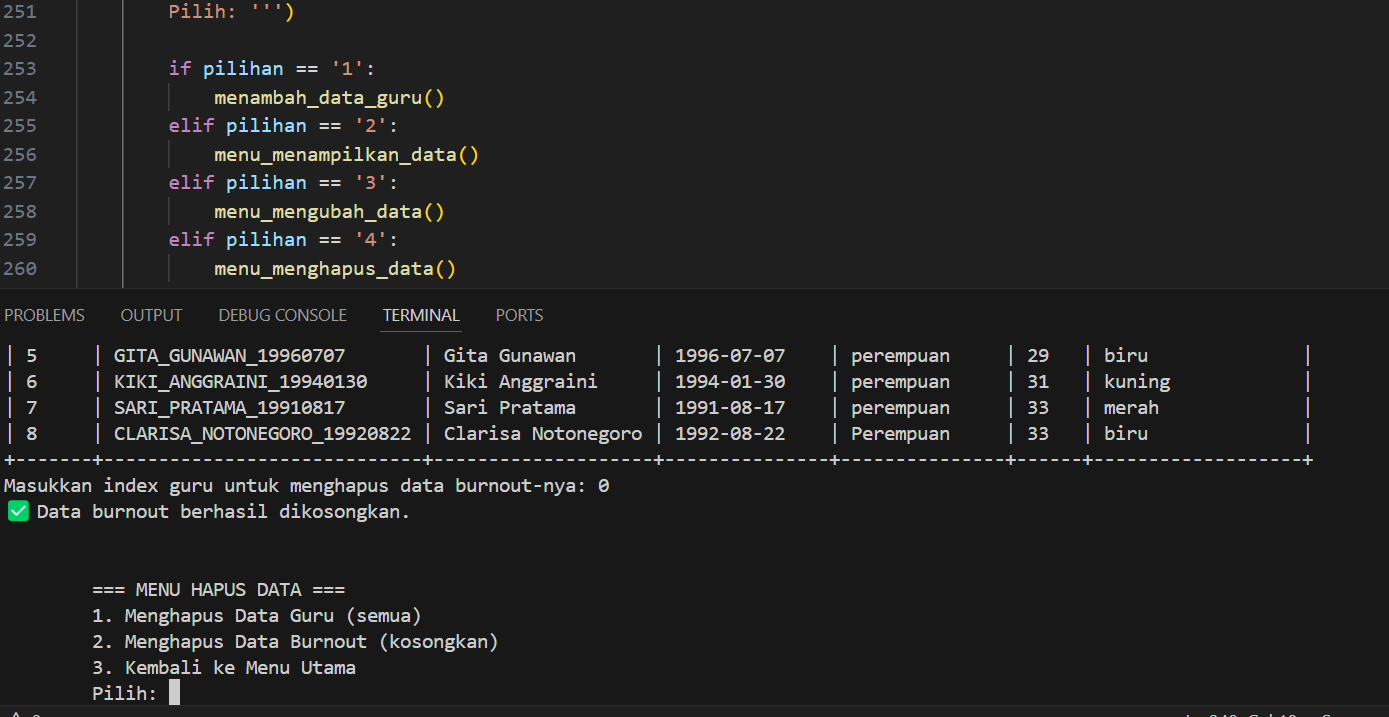 251 Pilih: ''')
252
253 if pilihan == '1':
254 menambah_data_guru()
255 elif pilihan == '2':
256 menu_menampilkan_data()
257 elif pilihan == '3':
258 menu_mengubah_data()
259 elif pilihan == '4':
260 menu_menghapus_data()
PROBLEMS OUTPUT DEBUG CONSOLE TERMINAL PORTS
| 5 | GITA_GUNAWAN_19960707 | Gita Gunawan | 1996-07-07 | perempuan | 29 | biru |
| 6 | KIKI_ANGGRAINI_19940130 | Kiki Anggraini | 1994-01-30 | perempuan | 31 | kuning |
| 7 | SARI_PRATAMA_19910817 | Sari Pratama | 1991-08-17 | perempuan | 33 | merah |
| 8 | CLARISA_NOTONEGORO_19920822 | Clarisa Notonegoro | 1992-08-22 | Perempuan | 33 | biru |
+-------+-----------------------------+--------------------+---------------+---------------+------+-------------------+
Masukkan index guru untuk menghapus data burnout-nya: 0
✅ Data burnout berhasil dikosongkan.
=== MENU HAPUS DATA ===
1. Menghapus Data Guru (semua)
2. Menghapus Data Burnout (kosongkan)
3. Kembali ke Menu Utama
Pilih: